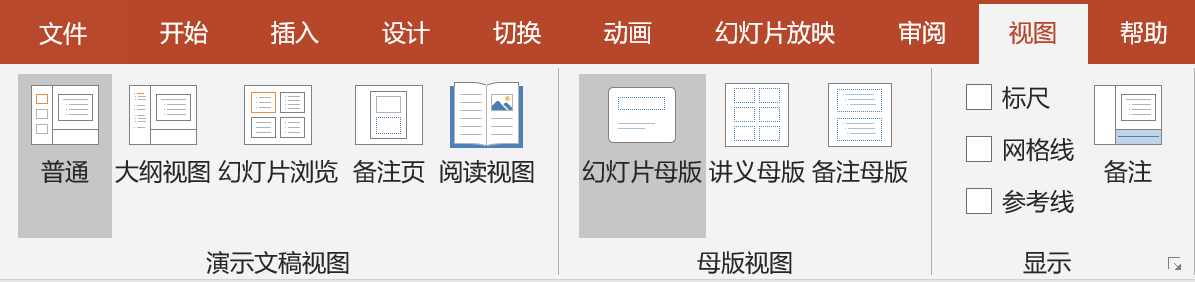 文件 开始 插入 设计 切换 动画 幻灯片放映 审阅 视图 帮助
普通 大纲视图 幻灯片浏览 备注页 阅读视图
演示文稿视图
幻灯片母版 讲义母版 备注母版
母版视图
标尺
网格线
参考线
备注
显示